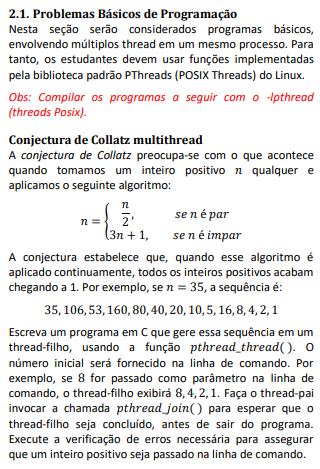 2.1. Problemas Básicos de Programação
Nesta seção serão considerados programas básicos,
envolvendo múltiplos thread em um mesmo processo. Para
tanto, os estudantes devem usar funções implementadas
pela biblioteca padrão PThreads (POSIX Threads) do Linux.
Obs: Compilar os programas a seguir com o -lpthread
(threads Posix).
Conjectura de Collatz multithread
A conjectura de Collatz preocupa-se com o que acontece
quando tomamos um inteiro positivo n qualquer e
aplicamos o seguinte algoritmo:
n = { n/2, se n é par
3n + 1, se n é impar
A conjectura estabelece que, quando esse algoritmo é
aplicado continuamente, todos os inteiros positivos acabam
chegando a 1. Por exemplo, se n = 35, a sequência é:
35, 106, 53, 160, 80, 40, 20, 10, 5, 16, 8, 4, 2, 1
Escreva um programa em C que gere essa sequência em um
thread-filho, usando a função pthread_thread( ). O
número inicial será fornecido na linha de comando. Por
exemplo, se 8 for passado como parâmetro na linha de
comando, o thread-filho exibirá 8, 4, 2, 1. Faça o thread-pai
invocar a chamada pthread_join( ) para esperar que o
thread-filho seja concluído, antes de sair do programa.
Execute a verificação de erros necessária para assegurar
que um inteiro positivo seja passado na linha de comando.